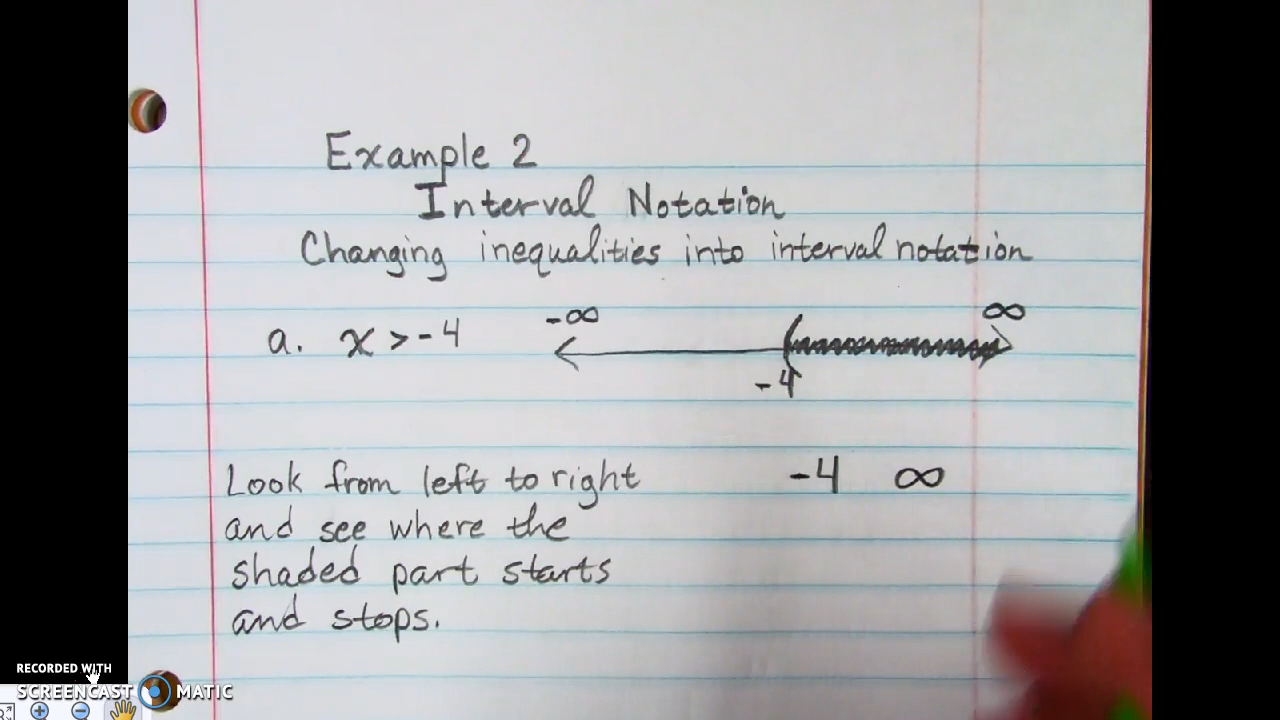 Example 2
Interval Notation
Changing inequalities into interval notation
a. x > -4
-∞
∞
-4
Look from left to right
-4 ∞
and see where the
shaded part starts
and stops.
RECORDED WITH
SCREENCAST MATIC